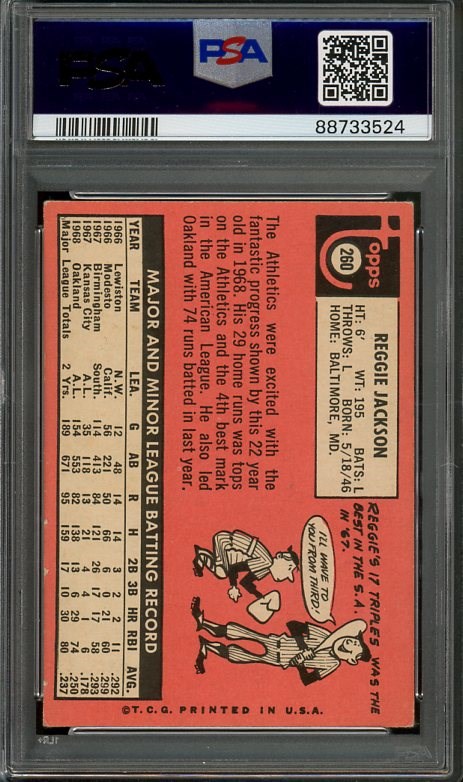 PSA
PSA
88733524
Topps
260
REGGIE JACKSON
HT: 6' WT: 195 BATS: L
THROWS: L BORN: 5/18/46
HOME: BALTIMORE, MD.
REGGIE'S 17 TRIPLES WAS THE
BEST IN THE S.A.
IN '67.
I'LL WAVE TO
YOU FROM THIRD!
The Athletics were excited with the
fantastic progress shown by this 22 year
old in 1968. His 29 home runs was tops
on the Athletics and the 4th best mark
in the American League. He also led
Oakland with 74 runs batted in last year.
MAJOR AND MINOR LEAGUE BATTING RECORD
YEAR TEAM LEA. G AB R H 2B 3B HR RBI AVG.
1966 Lewiston N.W. 12 48 14 14 3 2 2 11 .292
1966 Modesto Calif. 56 221 50 66 6 0 21 60 .299
1967 Birmingham South. 114 413 84 121 26 17 17 58 .293
1967 Kansas City A.L. 35 118 13 21 4 4 1 6 .178
1968 Oakland A.L. 154 553 82 138 13 6 29 74 .250
Major League Totals 2 Yrs. 189 671 95 159 17 10 30 80 .237
©T.C.G. PRINTED IN U.S.A.